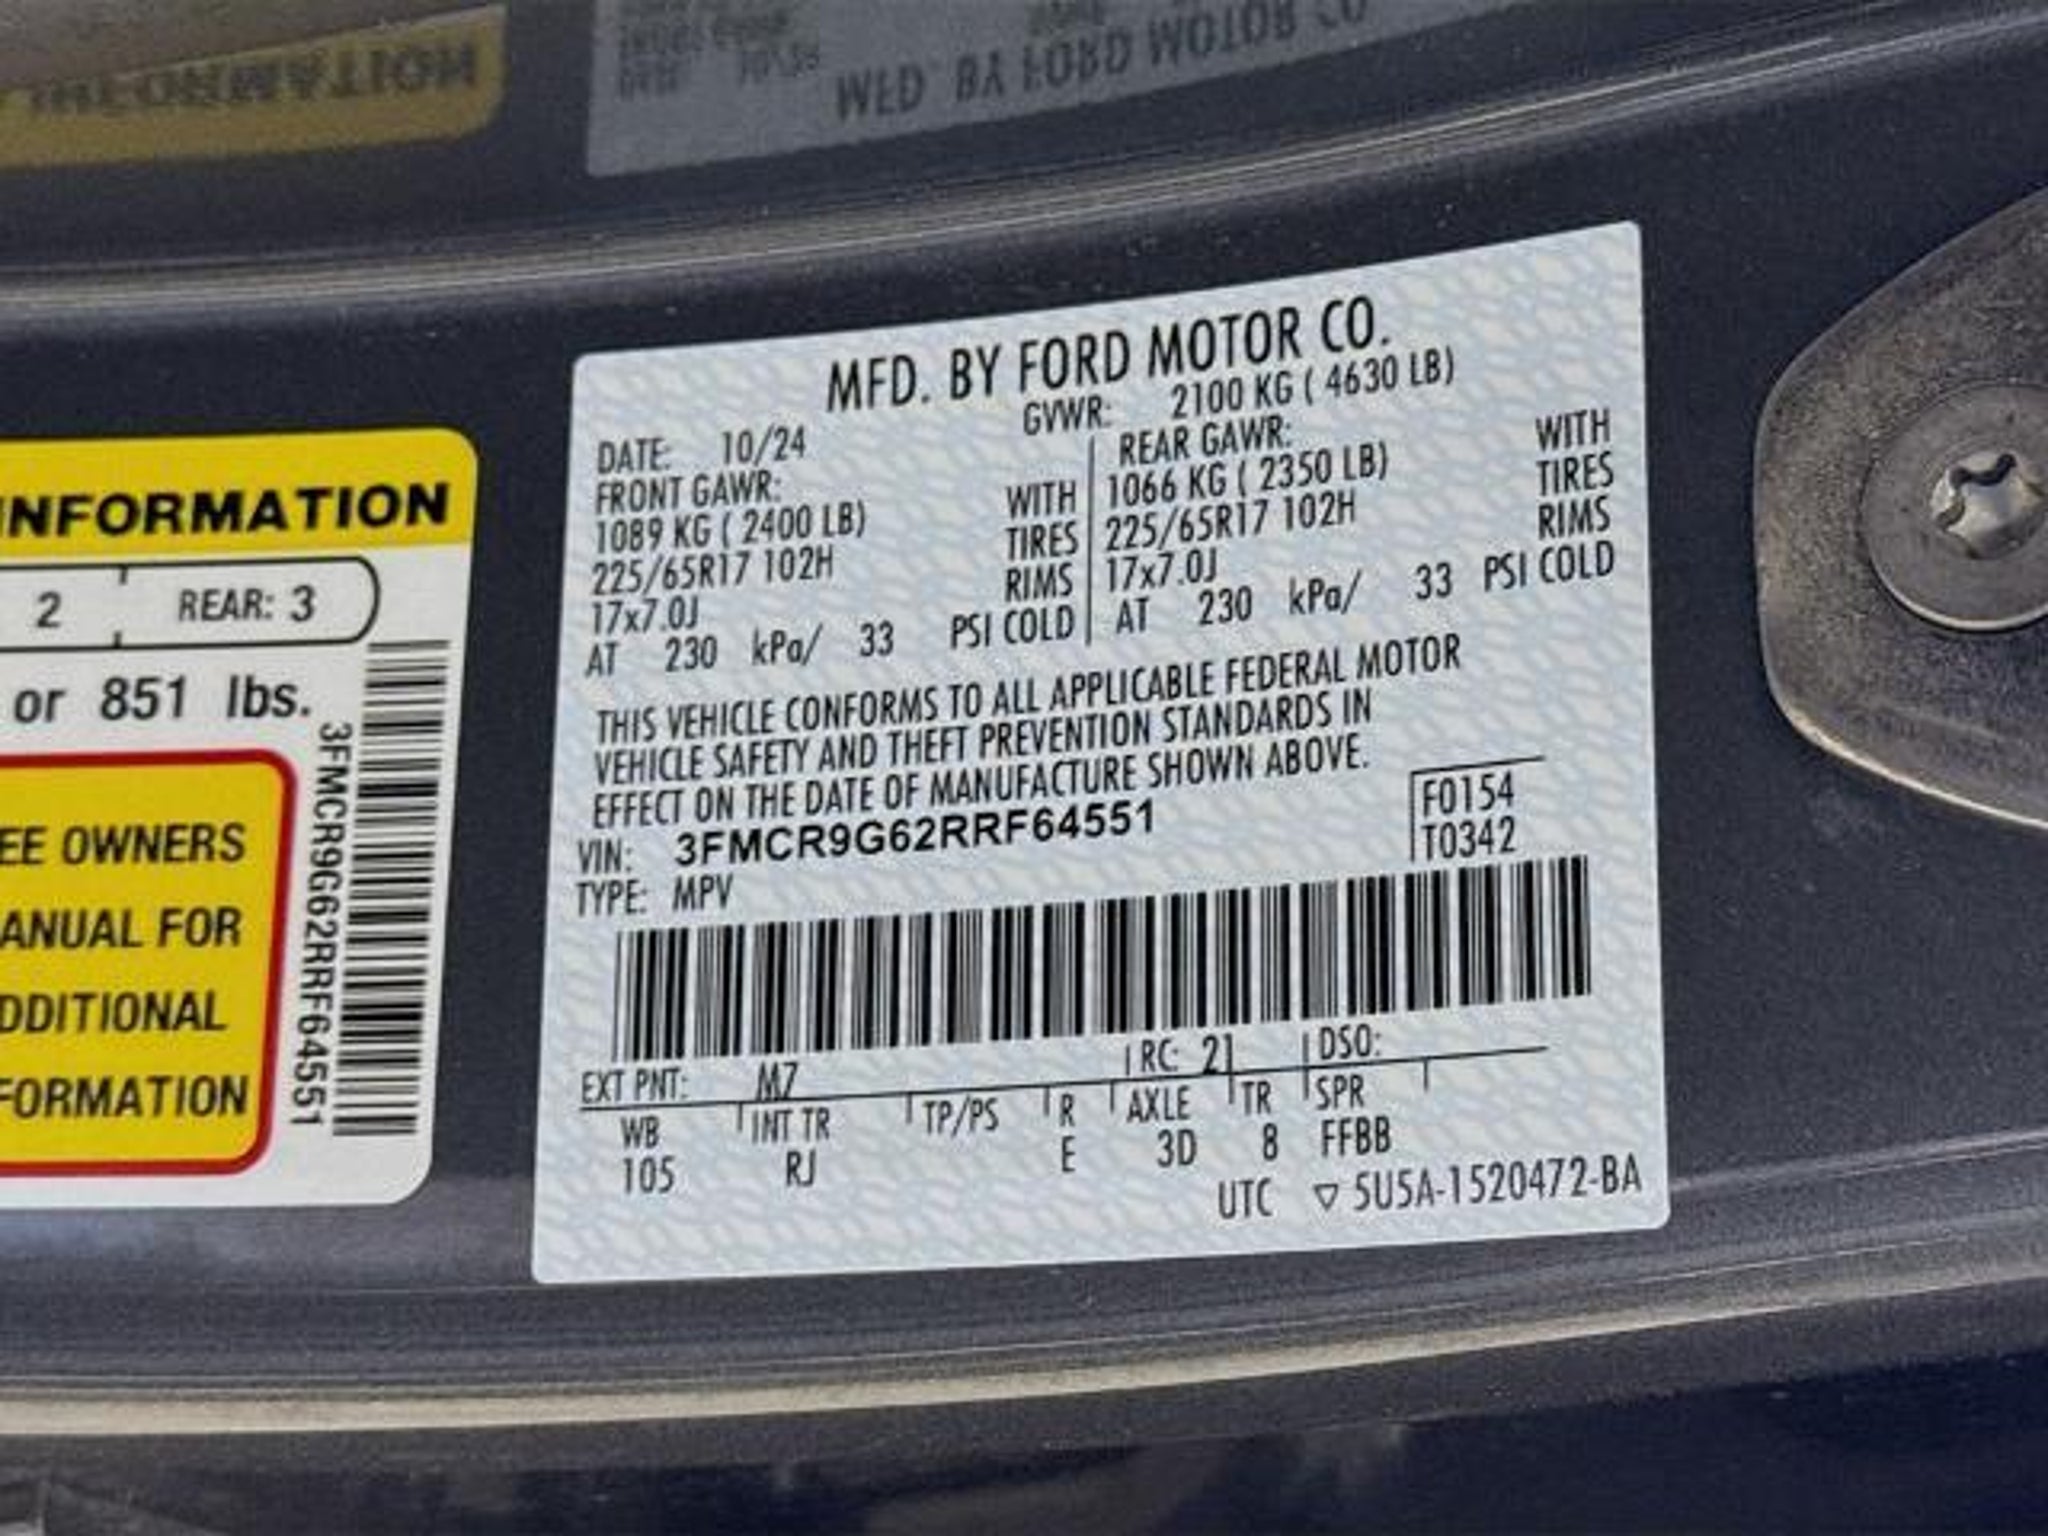 MFD. BY FORD MOTOR CO.
GVWR: 2100 KG ( 4630 LB)
DATE: 10/24
FRONT GAWR:
1089 KG ( 2400 LB) WITH
225/65R17 102H TIRES
17x7.0J RIMS
AT 230 kPa/ 33 PSI COLD
REAR GAWR:
1066 KG ( 2350 LB) WITH
225/65R17 102H TIRES
17x7.0J RIMS
AT 230 kPa/ 33 PSI COLD
THIS VEHICLE CONFORMS TO ALL APPLICABLE FEDERAL MOTOR
VEHICLE SAFETY AND THEFT PREVENTION STANDARDS IN
EFFECT ON THE DATE OF MANUFACTURE SHOWN ABOVE.
VIN: 3FMCR9G62RRF64551
TYPE: MPV
F0154
T0342
EXT PNT: M7 RC: 21 DSO:
WB INT TR TP/PS R AXLE TR SPR
105 RJ E 3D 8 FFBB
UTC ▽ 5U5A-1520472-BA
INFORMATION
2 REAR: 3
or 851 lbs.
EE OWNERS
ANUAL FOR
DDITIONAL
FORMATION
3FMCR9G62RRF64551